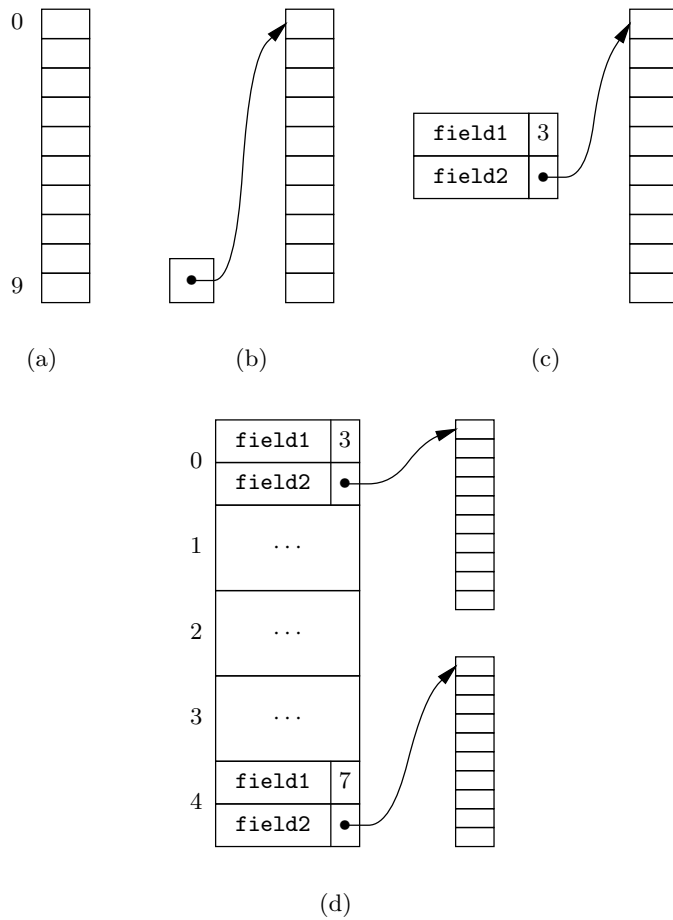 0
9
field1 3
field2
(a)
(b)
(c)
0
field1 3
field2
1
...
2
...
3
...
4
field1 7
field2
(d)